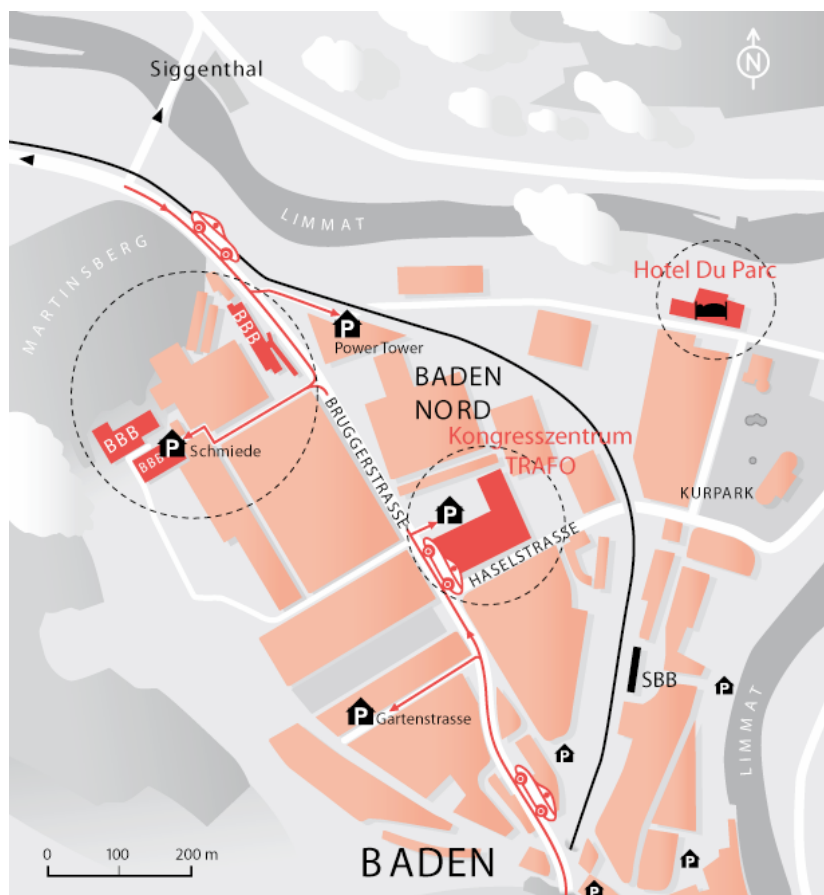 Siggenthal
N
LIMMAT
MARTINSBERG
Hotel Du Parc
BBB
P
Power Tower
BADEN
NORD
BRUGGERSTRASSE
Kongresszentrum
TRAFO
BBB
P
Schmiede
BBB
KURPARK
P
HASELSTRASSE
SBB
P
LIMMAT
P
Gartenstrasse
P
BADEN
0 100 200 m
P
P